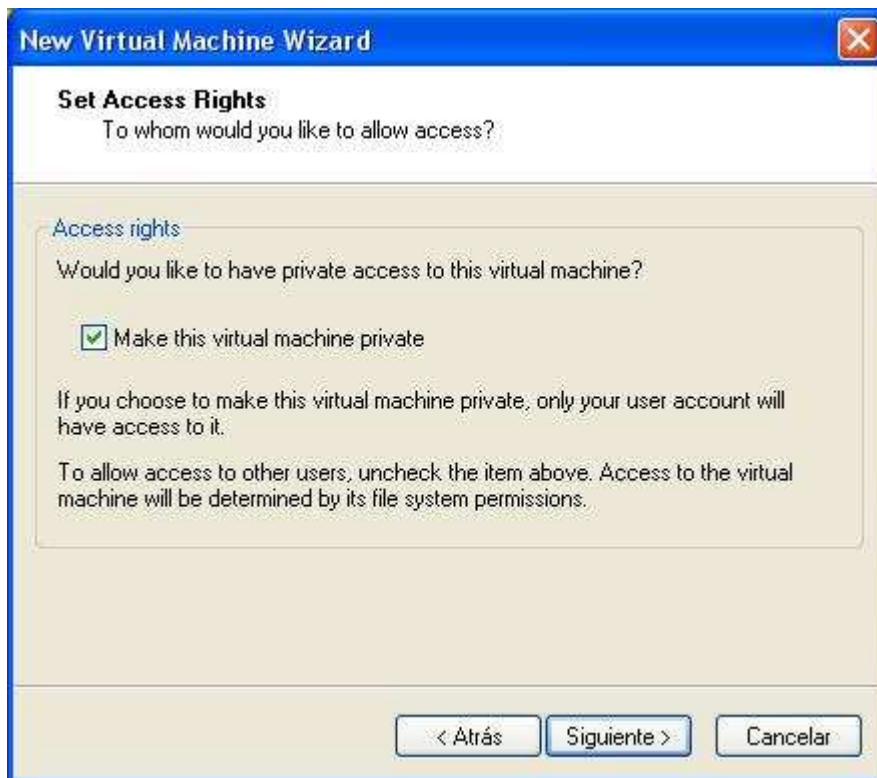 New Virtual Machine Wizard
Set Access Rights
To whom would you like to allow access?
Access rights
Would you like to have private access to this virtual machine?
Make this virtual machine private
If you choose to make this virtual machine private, only your user account will
have access to it.
To allow access to other users, uncheck the item above. Access to the virtual
machine will be determined by its file system permissions.
< Atrás Siguiente > Cancelar